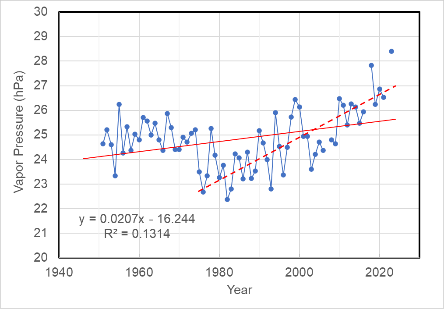 30
29
28
27
26
25
24
23
22
21
20
Vapor Pressure (hPa)
y = 0.0207x - 16.244
R² = 0.1314
1940 1960 1980 2000 2020
Year